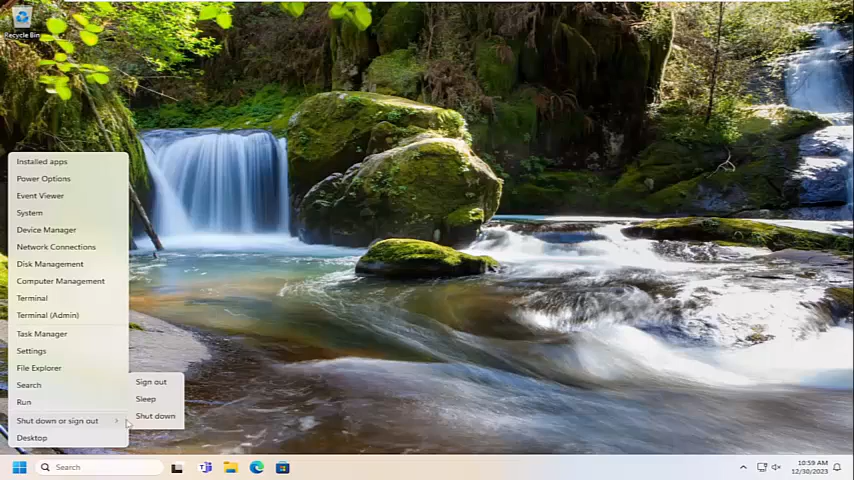 Recycle Bin
Installed apps
Power Options
Event Viewer
System
Device Manager
Network Connections
Disk Management
Computer Management
Terminal
Terminal (Admin)
Task Manager
Settings
File Explorer
Search
Run
Shut down or sign out
Desktop
Sign out
Sleep
Shut down
Search
10:59 AM
12/30/2023